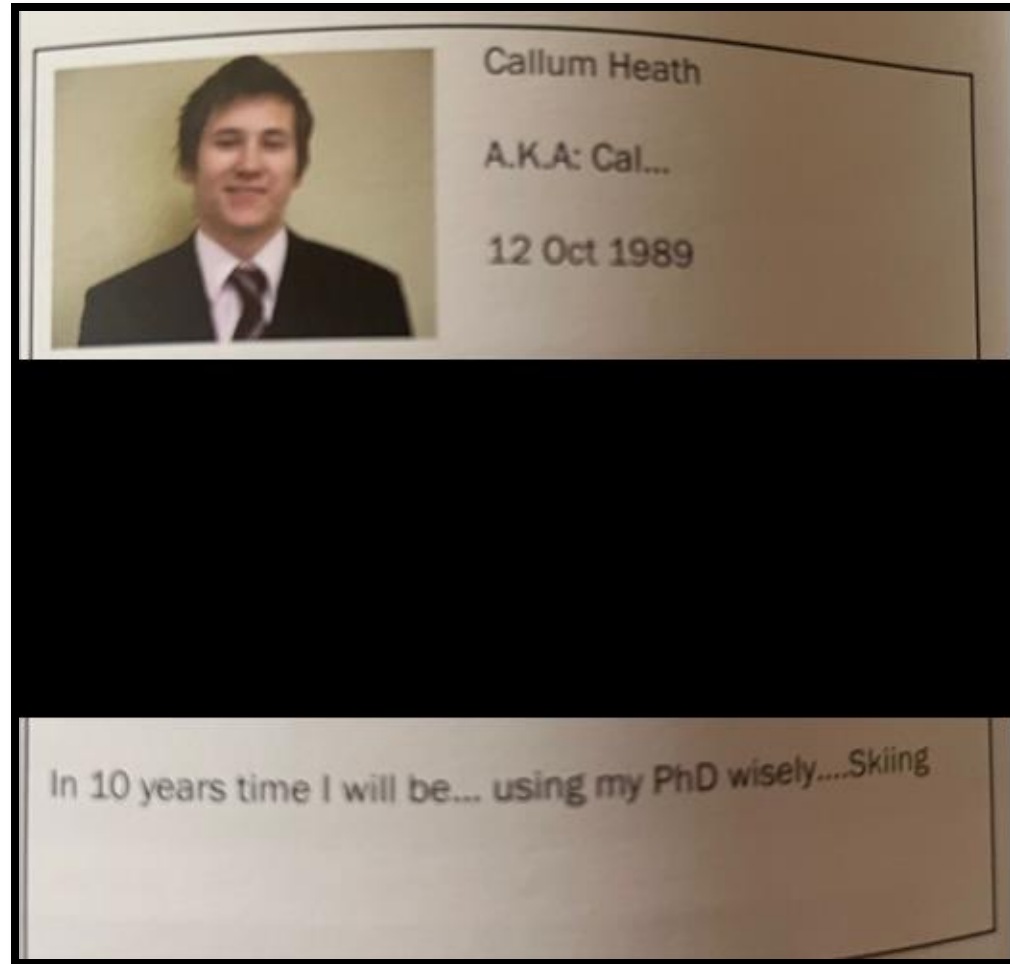 Callum Heath
A.K.A: Cal...
12 Oct 1989
In 10 years time I will be... using my PhD wisely....Skiing